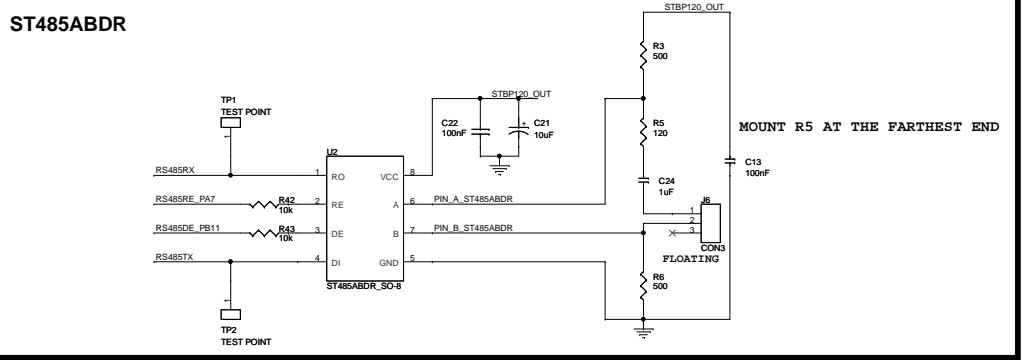 ST485ABDR
STBP120_OUT
R3
500
TP1
TEST POINT
STBP120_OUT
C22
100nF
+
C21
10uF
R5
120
MOUNT R5 AT THE FARTHEST END
U2
C13
100nF
RS485RX
1
1
RO
VCC
8
C24
1uF
J6
RS485RE_PA7
R42
10k
2
RE
A
6
PIN_A_ST485ABDR
1
2
3
RS485DE_PB11
R43
10k
3
DE
B
7
PIN_B_ST485ABDR
CON3
FLOATING
RS485TX
4
DI
GND
5
R6
500
ST485ABDR_SO-8
1
TP2
TEST POINT